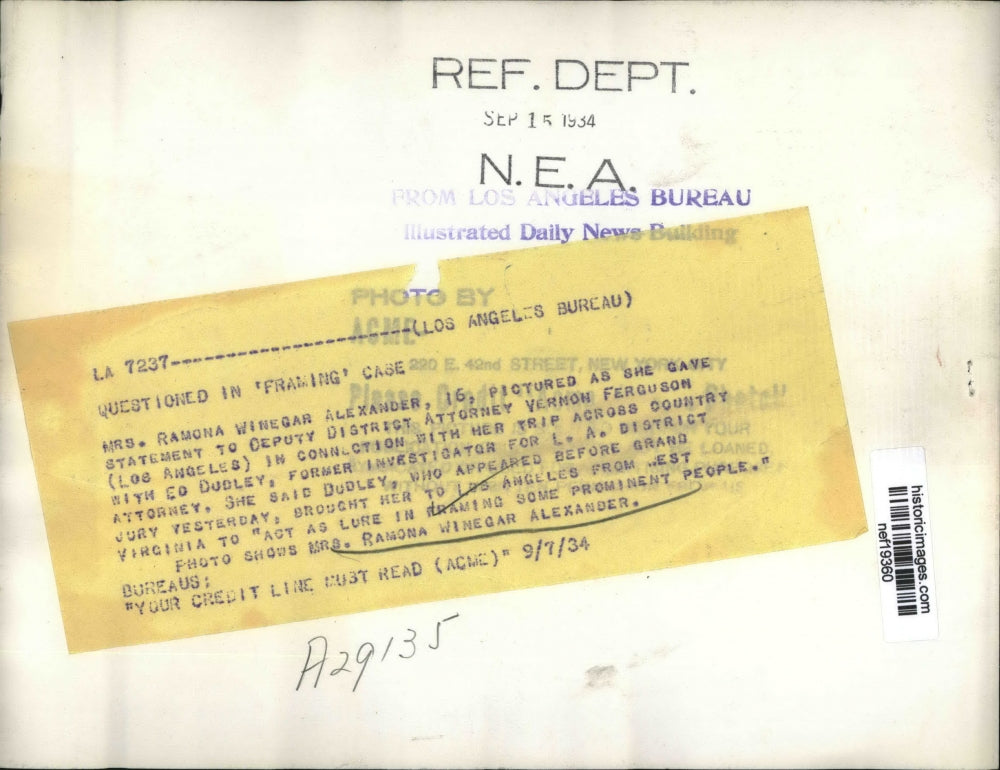 REF. DEPT.
SEP 15 1934
N. E. A.
FROM LOS ANGELES BUREAU
Illustrated Daily News Building
PHOTO BY
ACME
LA 7237-----------------------(LOS ANGELES BUREAU)
220 E. 42nd STREET, NEW YORK CITY
QUESTIONED IN 'FRAMING' CASE
MRS. RAMONA WINEGAR ALEXANDER, 16, PICTURED AS SHE GAVE
STATEMENT TO DEPUTY DISTRICT ATTORNEY VERNON FERGUSON
(LOS ANGELES) IN CONNECTION WITH HER TRIP ACROSS COUNTRY
WITH ED DUDLEY, FORMER INVESTIGATOR FOR L. A. DISTRICT
ATTORNEY. SHE SAID DUDLEY, WHO APPEARED BEFORE GRAND
JURY YESTERDAY, BROUGHT HER TO LOS ANGELES FROM WEST
VIRGINIA TO "ACT AS LURE IN FRAMING SOME PROMINENT PEOPLE."
PHOTO SHOWS MRS. RAMONA WINEGAR ALEXANDER.
BUREAUS:
"YOUR CREDIT LINE MUST READ (ACME)" 9/7/34
A29135
historicimages.com
nef19360